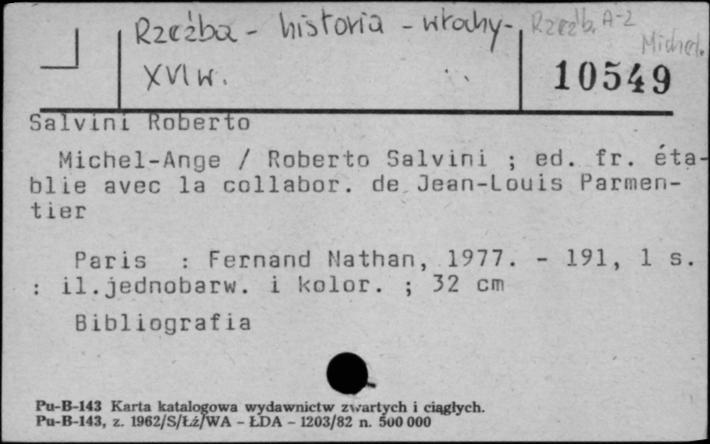 Rzeźba - historia - włochy - Rzeźb. A-Z
Michel.
XVI w.
10549
Salvini Roberto
Michel-Ange / Roberto Salvini ; ed. fr. éta-
blie avec la collabor. de Jean-Louis Parmen-
tier
Paris : Fernand Nathan, 1977. - 191, 1 s.
: il.jednobarw. i kolor. ; 32 cm
Bibliografia
Pu-B-143 Karta katalogowa wydawnictw zwartych i ciągłych.
Pu-B-143, z. 1962/S/Łź/WA - ŁDA - 1203/82 n. 500 000